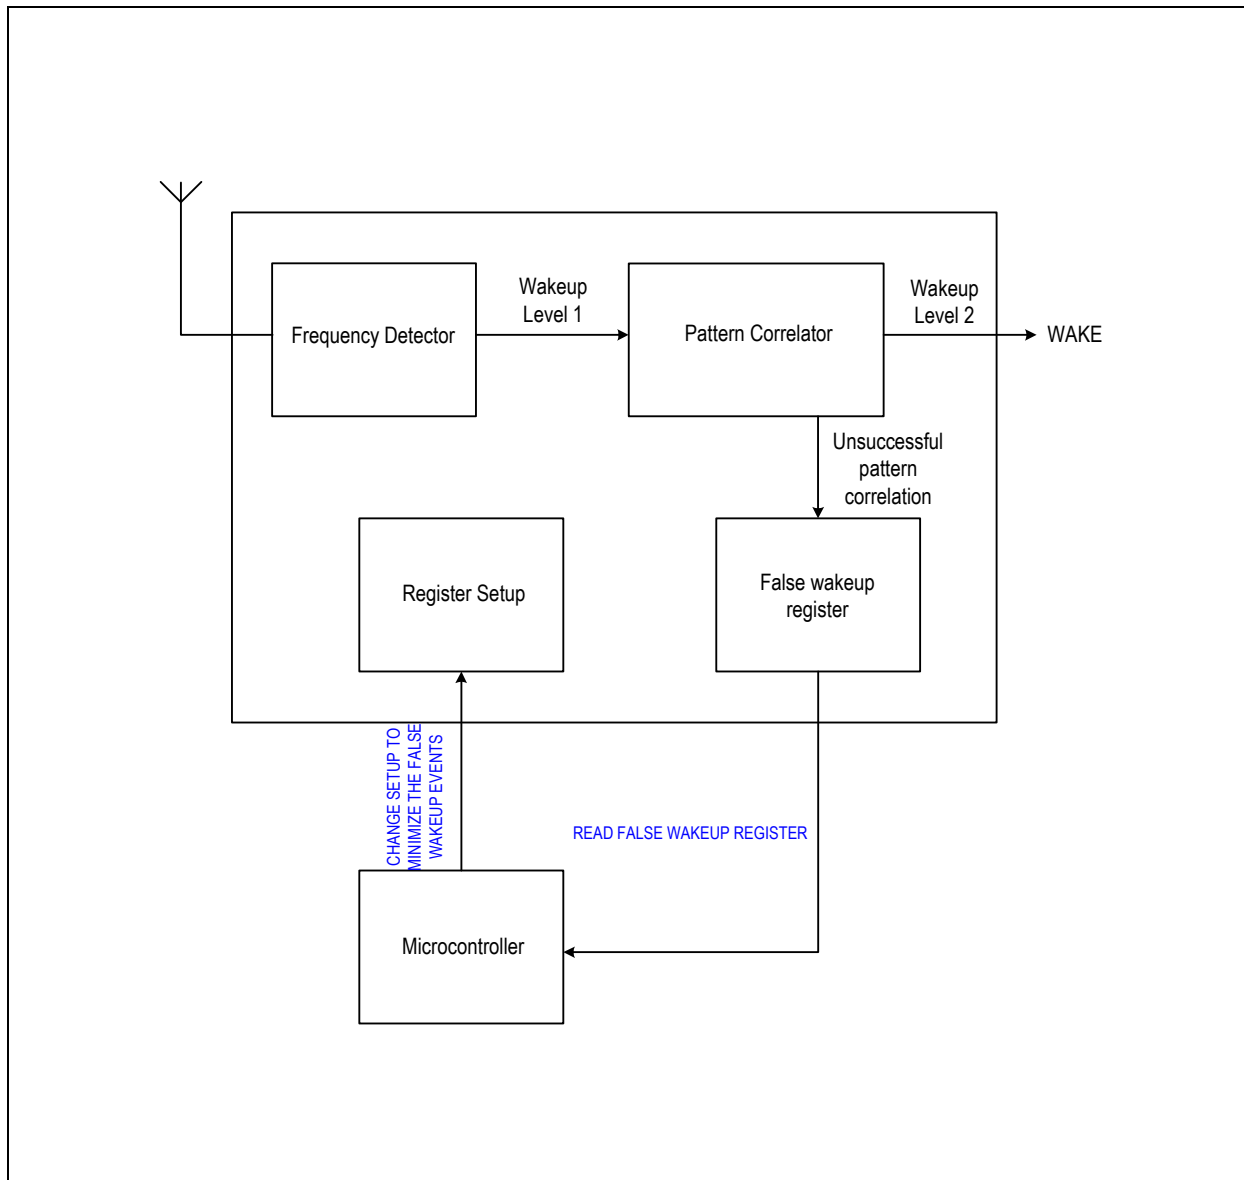 Wakeup
Level 1
Wakeup
Level 2
Frequency Detector
Pattern Correlator
WAKE
Unsuccessful
pattern
correlation
Register Setup
False wakeup
register
CHANGE SETUP TO
MINIMIZE THE FALSE
WAKEUP EVENTS
READ FALSE WAKEUP REGISTER
Microcontroller